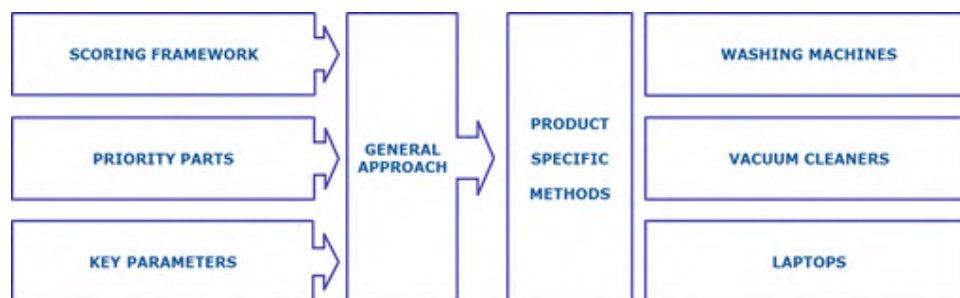 SCORING FRAMEWORK
PRIORITY PARTS
KEY PARAMETERS
GENERAL
APPROACH
PRODUCT
SPECIFIC
METHODS
WASHING MACHINES
VACUUM CLEANERS
LAPTOPS